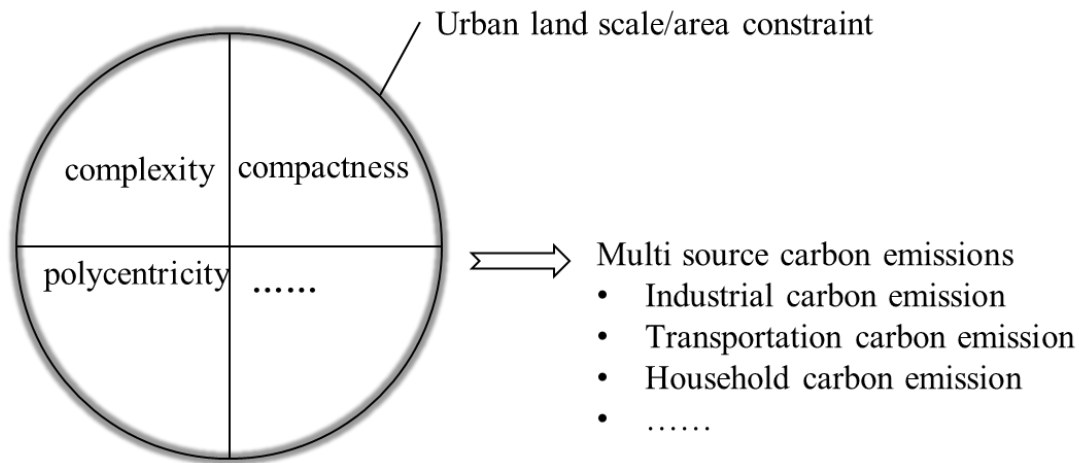 Urban land scale/area constraint
complexity
compactness
polycentricity
……
Multi source carbon emissions
• Industrial carbon emission
• Transportation carbon emission
• Household carbon emission
• ……